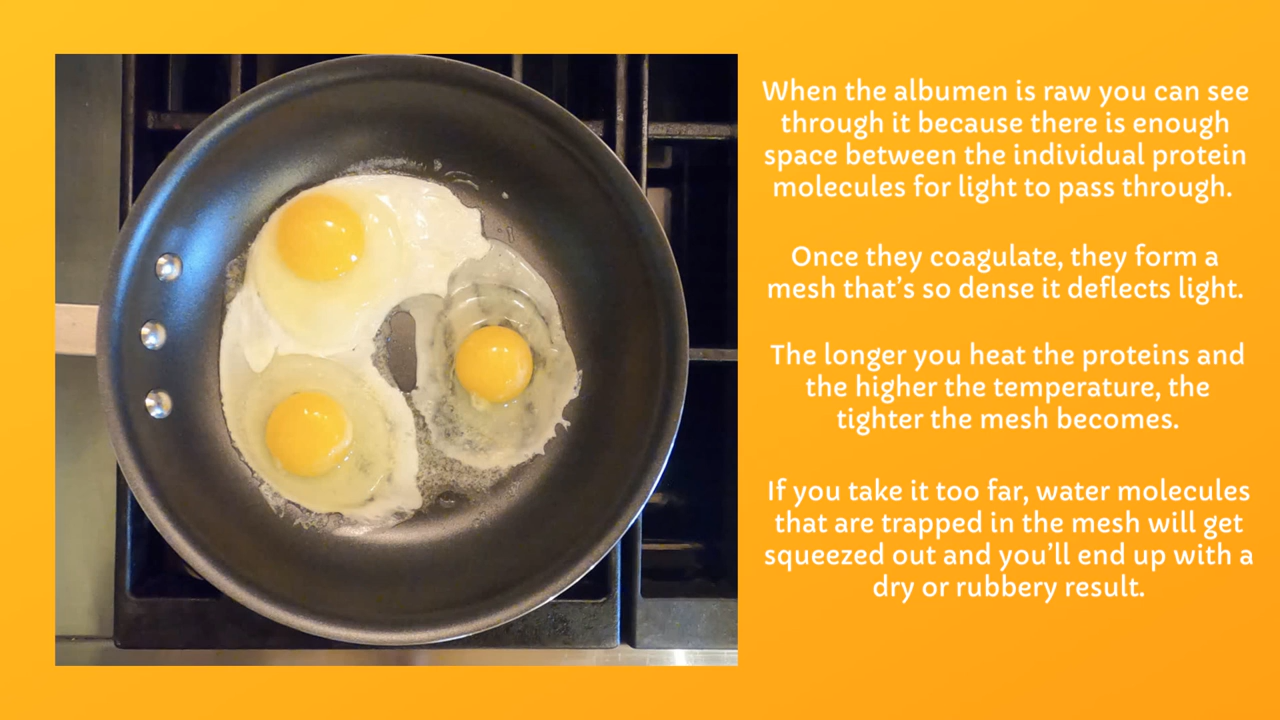 When the albumen is raw you can see
through it because there is enough
space between the individual protein
molecules for light to pass through.
Once they coagulate, they form a
mesh that’s so dense it deflects light.
The longer you heat the proteins and
the higher the temperature, the
tighter the mesh becomes.
If you take it too far, water molecules
that are trapped in the mesh will get
squeezed out and you’ll end up with a
dry or rubbery result.